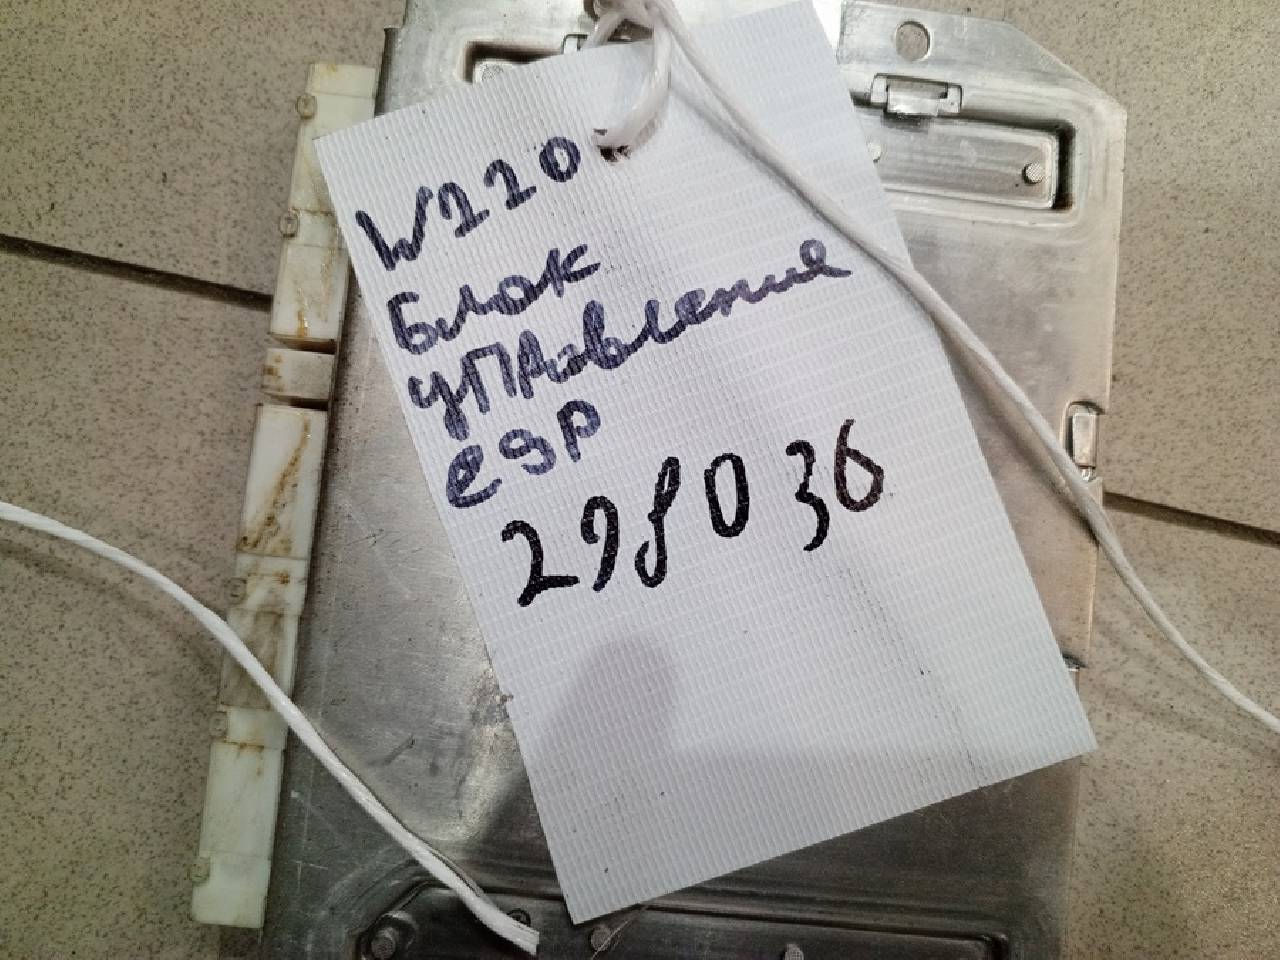 W220
Блок
управления
esp
298036